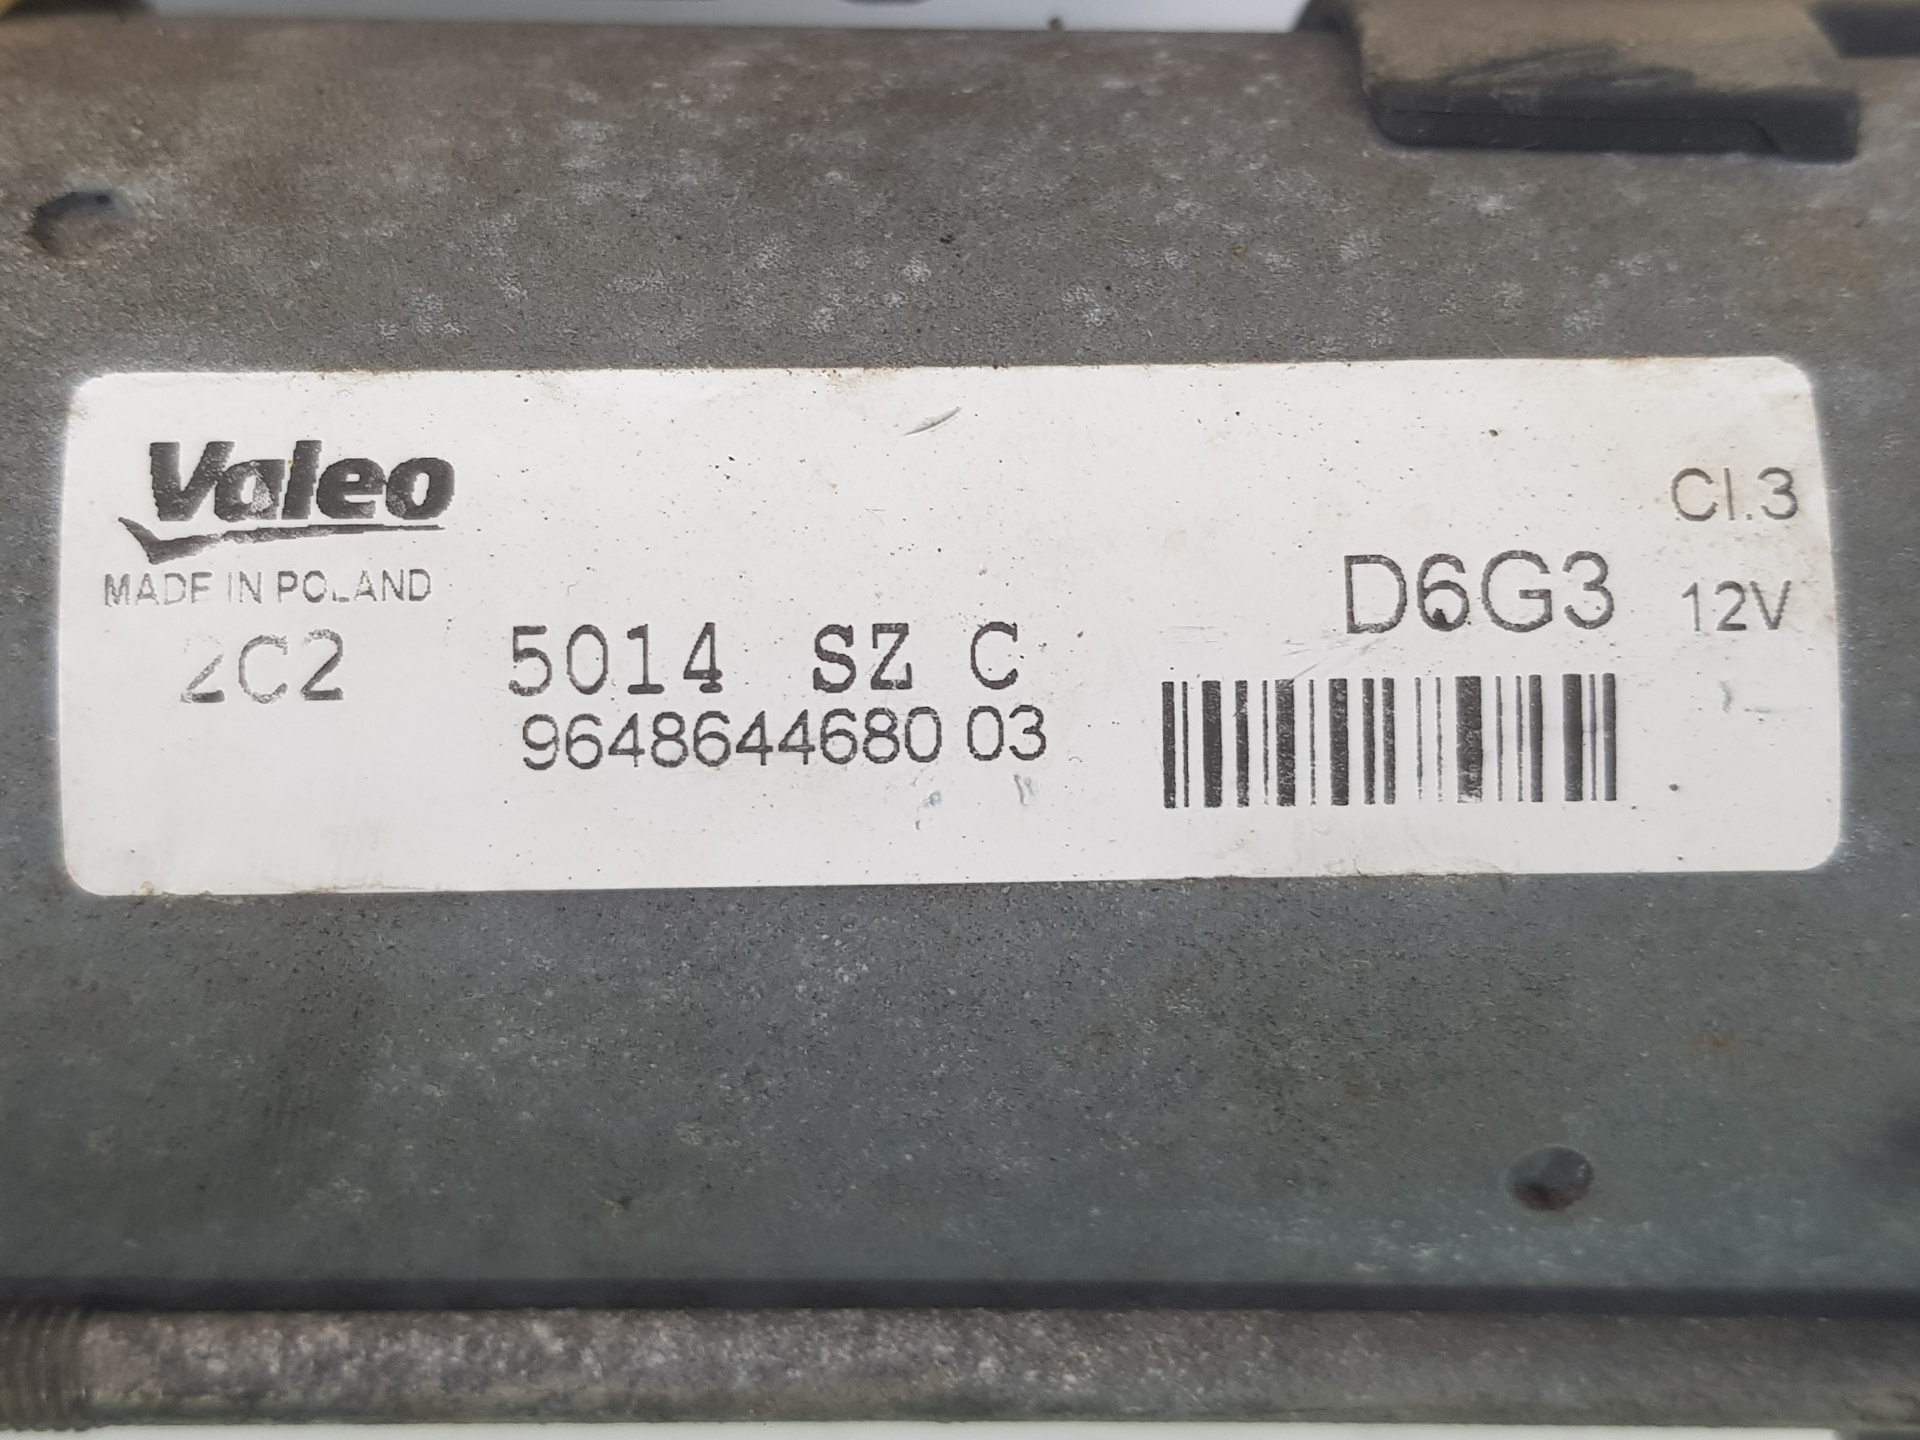 Valeo
MADE IN POLAND
Cl.3
D6G3
12V
2C2 5014 SZ C
9648644680 03